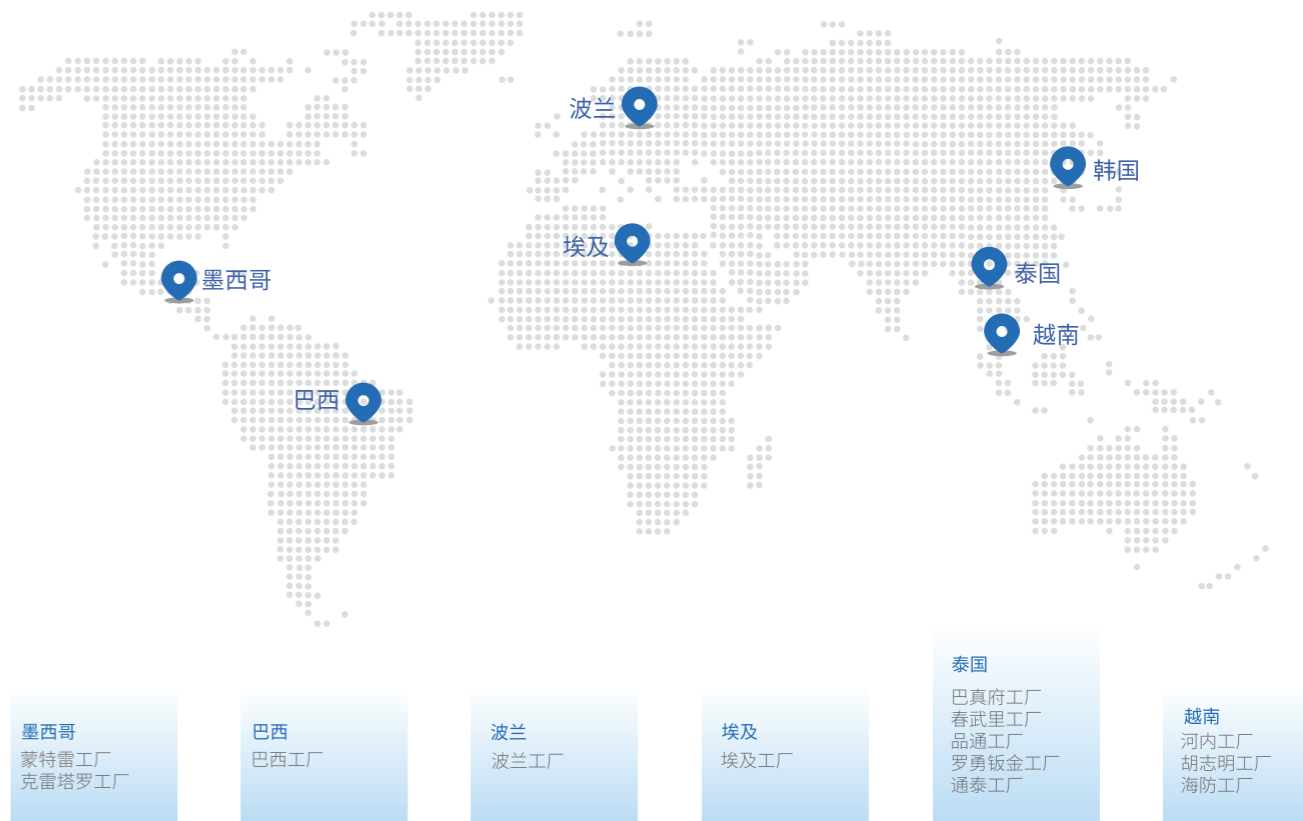 波兰
韩国
埃及
泰国
墨西哥
越南
巴西
墨西哥
蒙特雷工厂
克雷塔罗工厂
巴西
巴西工厂
波兰
波兰工厂
埃及
埃及工厂
泰国
巴真府工厂
春武里工厂
品通工厂
罗勇钣金工厂
通泰工厂
越南
河内工厂
胡志明工厂
海防工厂